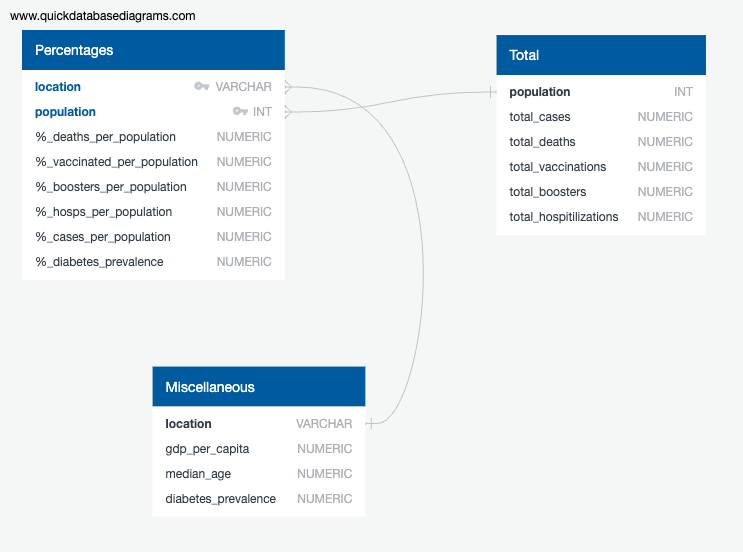 www.quickdatabasediagrams.com
Percentages
location VARCHAR
population INT
%_deaths_per_population NUMERIC
%_vaccinated_per_population NUMERIC
%_boosters_per_population NUMERIC
%_hosps_per_population NUMERIC
%_cases_per_population NUMERIC
%_diabetes_prevalence NUMERIC
Total
population INT
total_cases NUMERIC
total_deaths NUMERIC
total_vaccinations NUMERIC
total_boosters NUMERIC
total_hospitilizations NUMERIC
Miscellaneous
location VARCHAR
gdp_per_capita NUMERIC
median_age NUMERIC
diabetes_prevalence NUMERIC